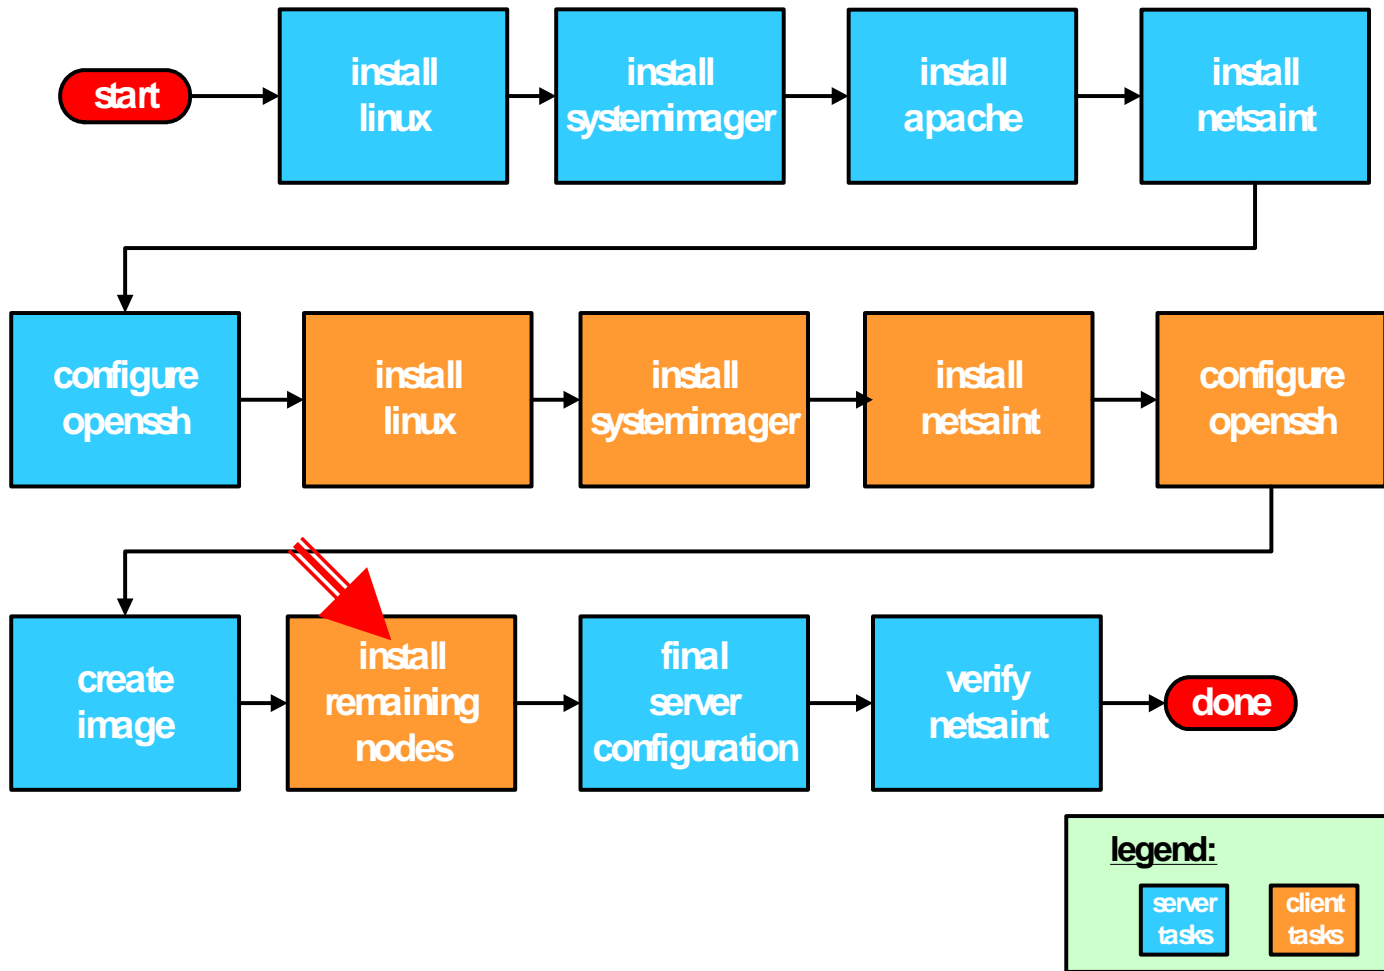 start
install
linux
install
systemimager
install
apache
install
netsaint
configure
openssh
install
linux
install
systemimager
install
netsaint
configure
openssh
create
image
install
remaining
nodes
final
server
configuration
verify
netsaint
done
legend:
server
tasks
client
tasks